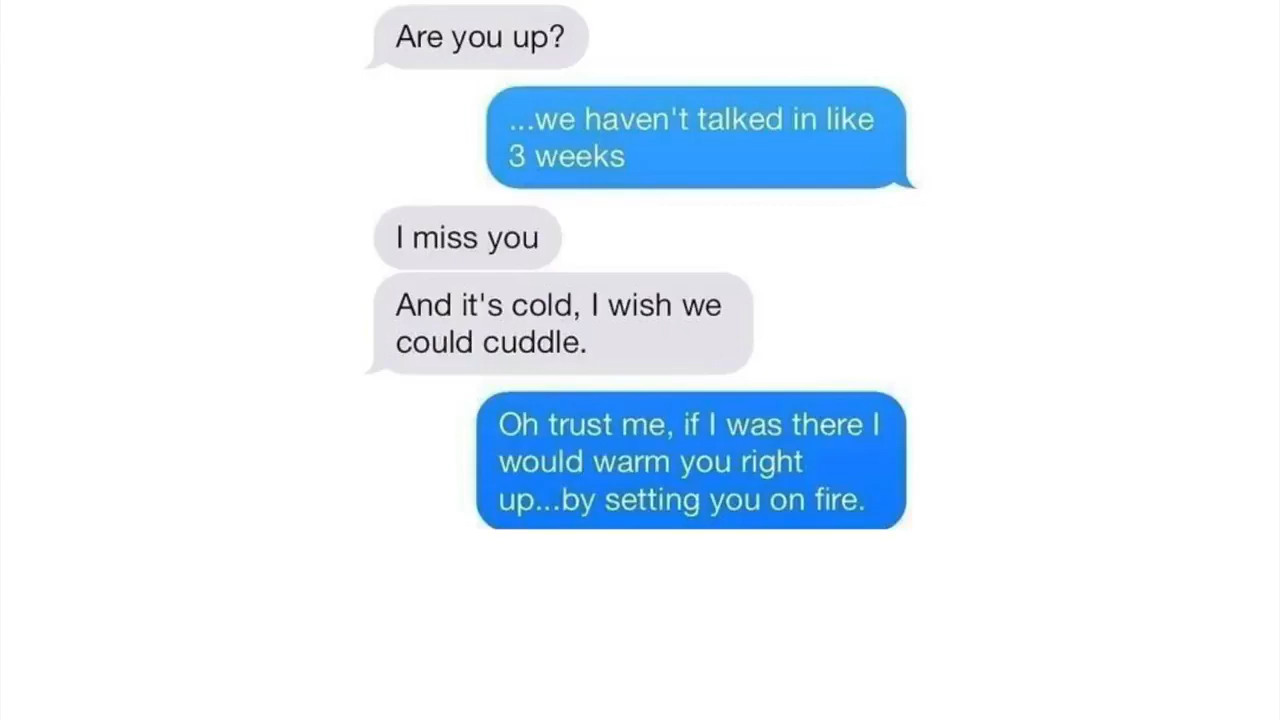 Are you up?
...we haven't talked in like
3 weeks
I miss you
And it's cold, I wish we
could cuddle.
Oh trust me, if I was there I
would warm you right
up...by setting you on fire.